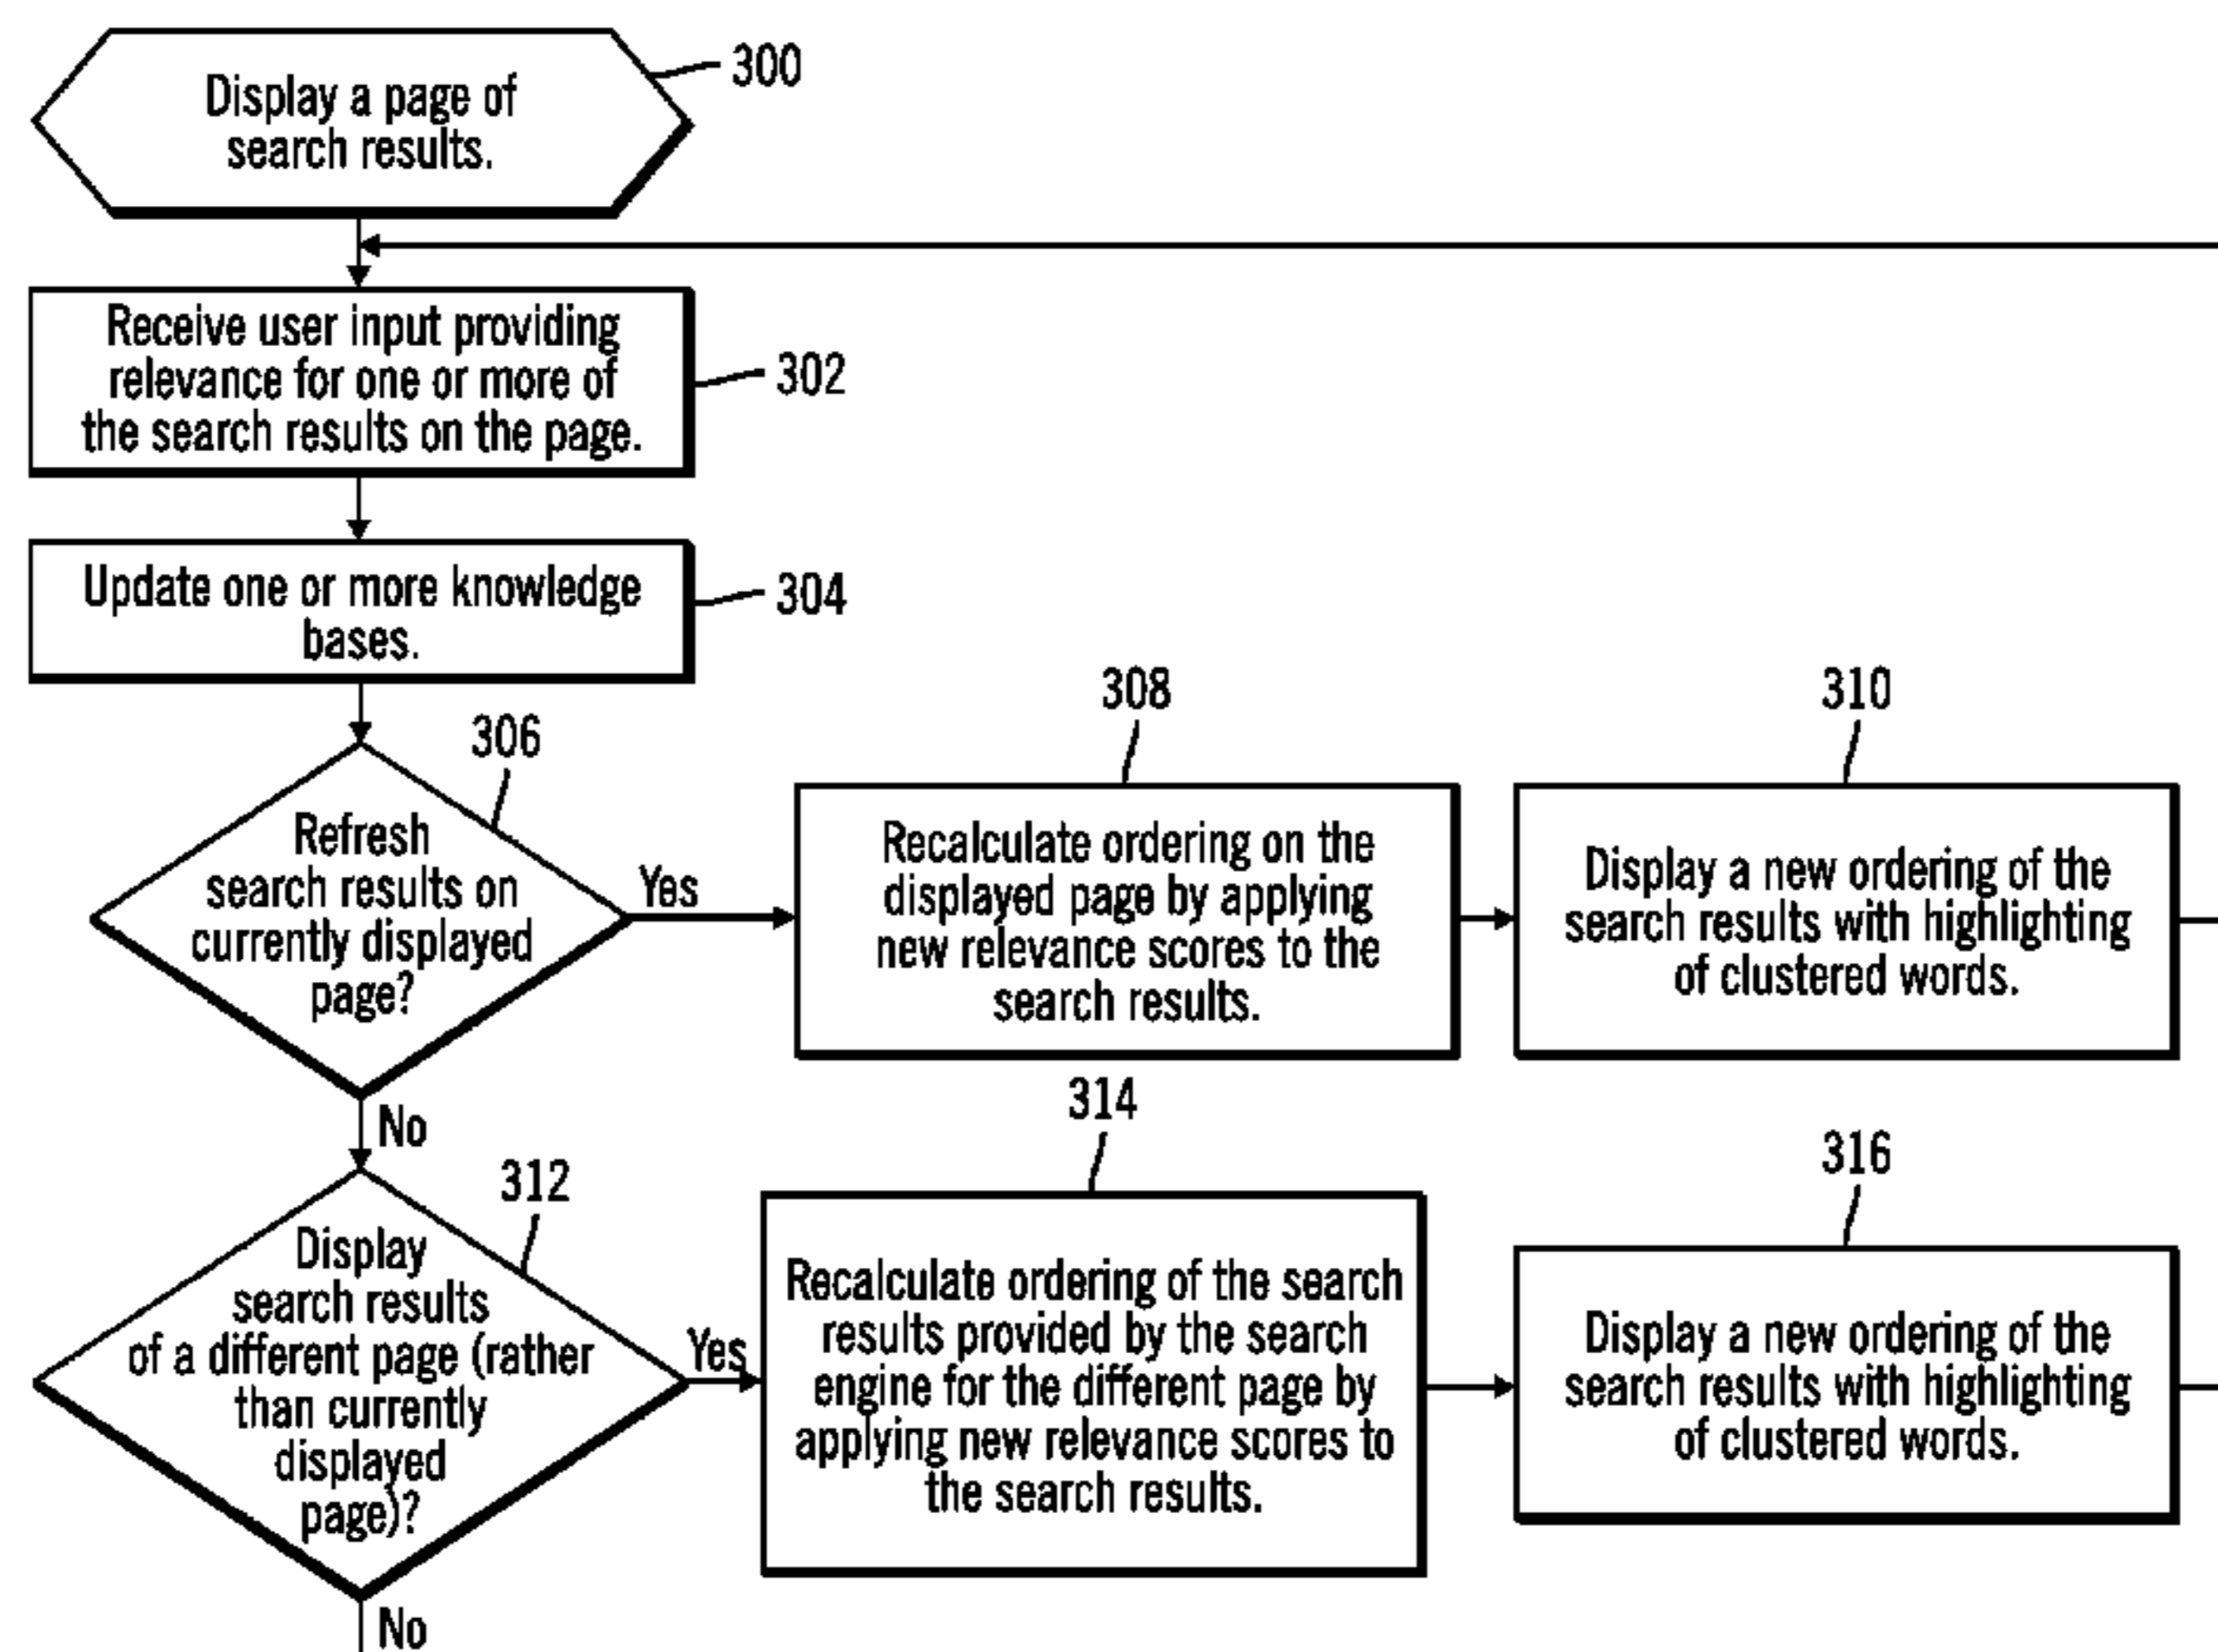 Display a page of
search results.
300
Receive user input providing
relevance for one or more of
the search results on the page.
302
Update one or more knowledge
bases.
304
306
Refresh
search results on
currently displayed
page?
Yes
308
Recalculate ordering on the
displayed page by applying
new relevance scores to the
search results.
310
Display a new ordering of the
search results with highlighting
of clustered words.
No
312
Display
search results
of a different page (rather
than currently
displayed
page)?
Yes
314
Recalculate ordering of the search
results provided by the search
engine for the different page by
applying new relevance scores to
the search results.
316
Display a new ordering of the
search results with highlighting
of clustered words.
No